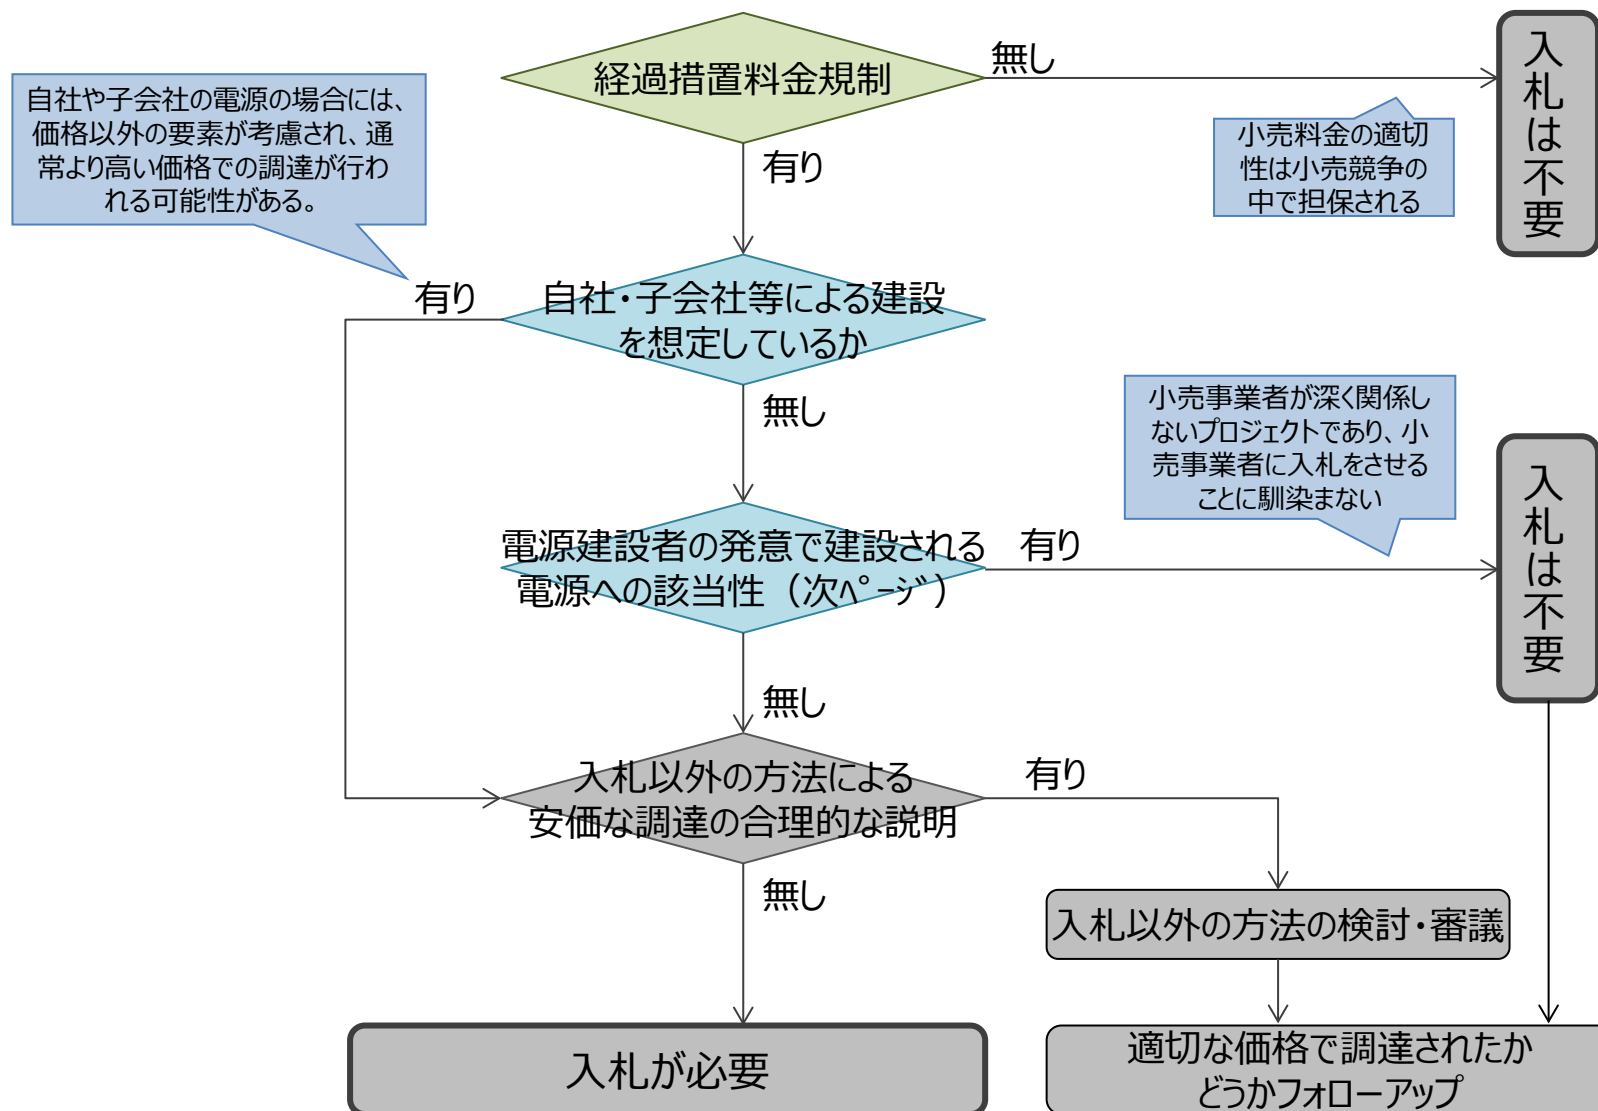 経過措置料金規制
無し
入札は不要
自社や子会社の電源の場合には、
価格以外の要素が考慮され、通
常より高い価格での調達が行わ
れる可能性がある。
小売料金の適切
性は小売競争の
中で担保される
有り
有り
自社・子会社等による建設
を想定しているか
無し
小売事業者が深く関係し
ないプロジェクトであり、小
売事業者に入札をさせる
ことに馴染まない
入札は不要
電源建設者の発意で建設される
電源への該当性（次ﾍﾟｰｼﾞ）
有り
無し
入札以外の方法による
安価な調達の合理的な説明
有り
無し
入札以外の方法の検討・審議
入札が必要
適切な価格で調達されたか
どうかフォローアップ